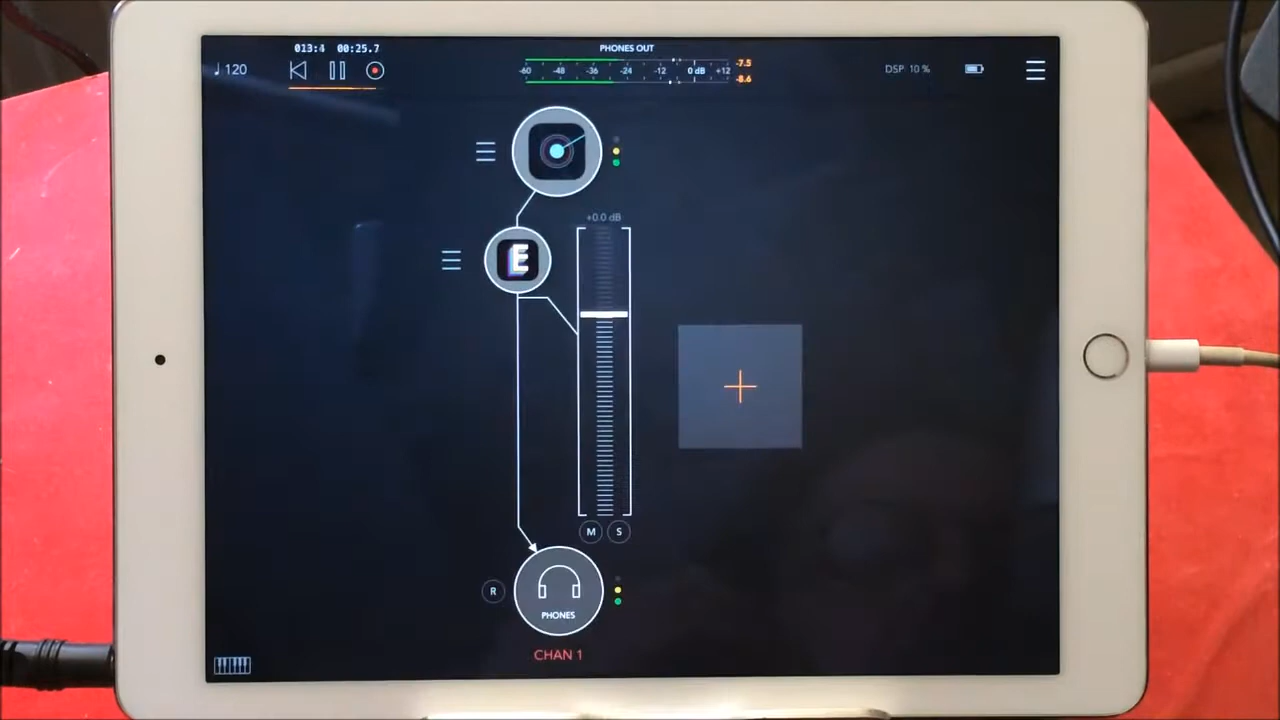 013:4 00:25.7
♩120
PHONES OUT
-60 -48 -36 -24 -12 0 dB +12
-7.5
-8.6
DSP: 10 %
+0.0 dB
E
M S
R
PHONES
CHAN 1